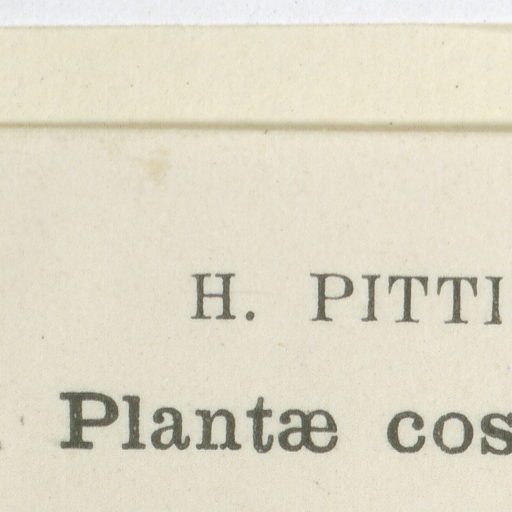 H. PITTI
Plantæ cos